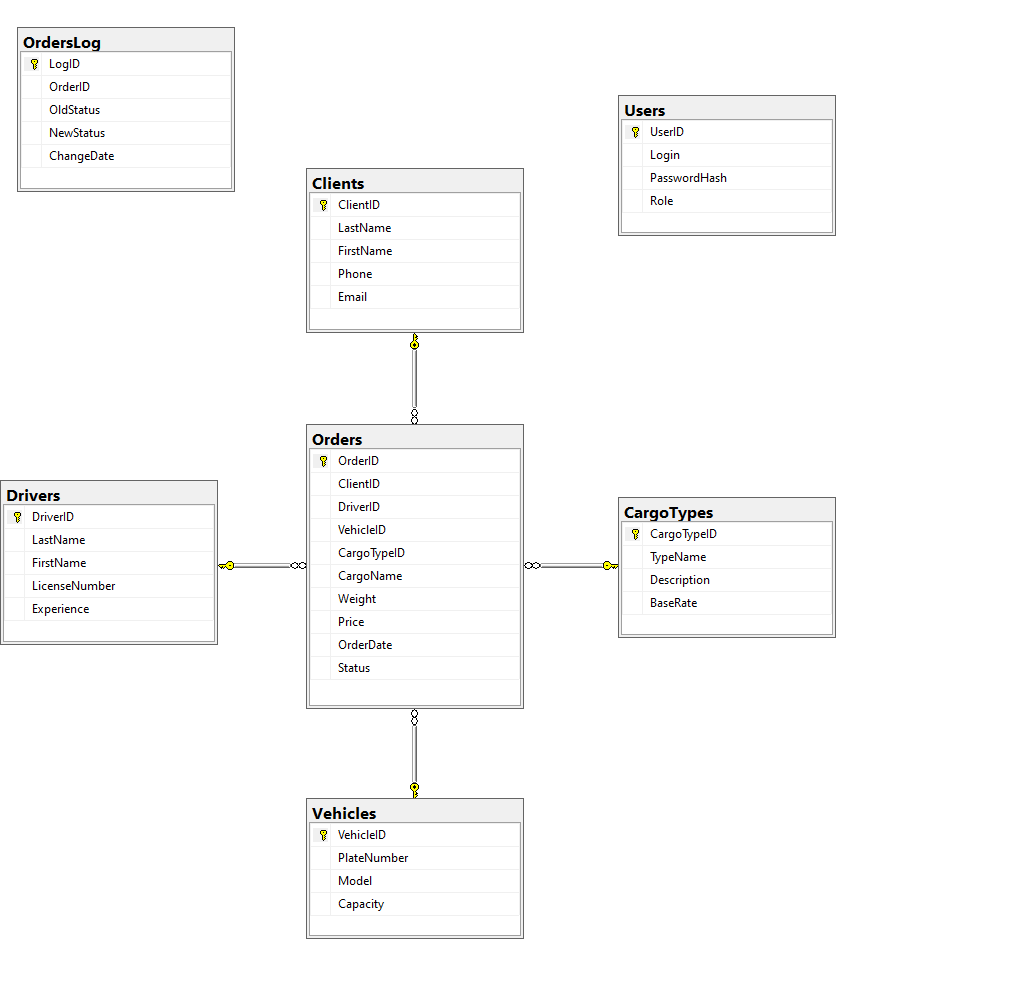 OrdersLog
LogID
OrderID
OldStatus
NewStatus
ChangeDate
Users
UserID
Login
PasswordHash
Role
Clients
ClientID
LastName
FirstName
Phone
Email
Orders
OrderID
ClientID
DriverID
VehicleID
CargoTypeID
CargoName
Weight
Price
OrderDate
Status
Drivers
DriverID
LastName
FirstName
LicenseNumber
Experience
CargoTypes
CargoTypeID
TypeName
Description
BaseRate
Vehicles
VehicleID
PlateNumber
Model
Capacity